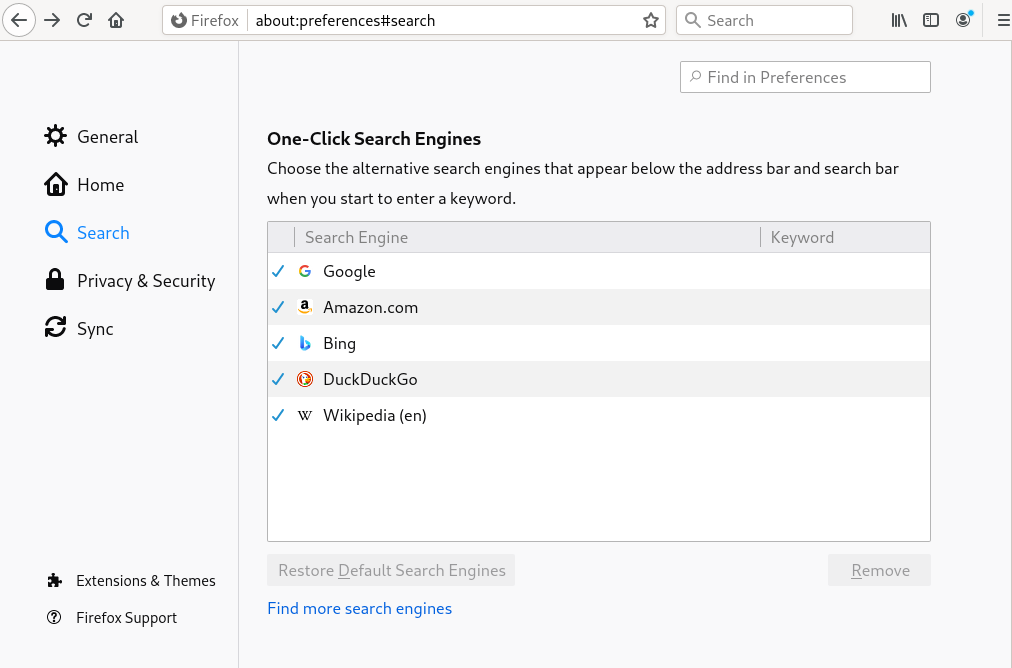 Firefox
about:preferences#search
Search
Find in Preferences
General
Home
Search
Privacy & Security
Sync
Extensions & Themes
Firefox Support
One-Click Search Engines
Choose the alternative search engines that appear below the address bar and search bar
when you start to enter a keyword.
Search Engine Keyword
Google
Amazon.com
Bing
DuckDuckGo
Wikipedia (en)
Restore Default Search Engines
Remove
Find more search engines